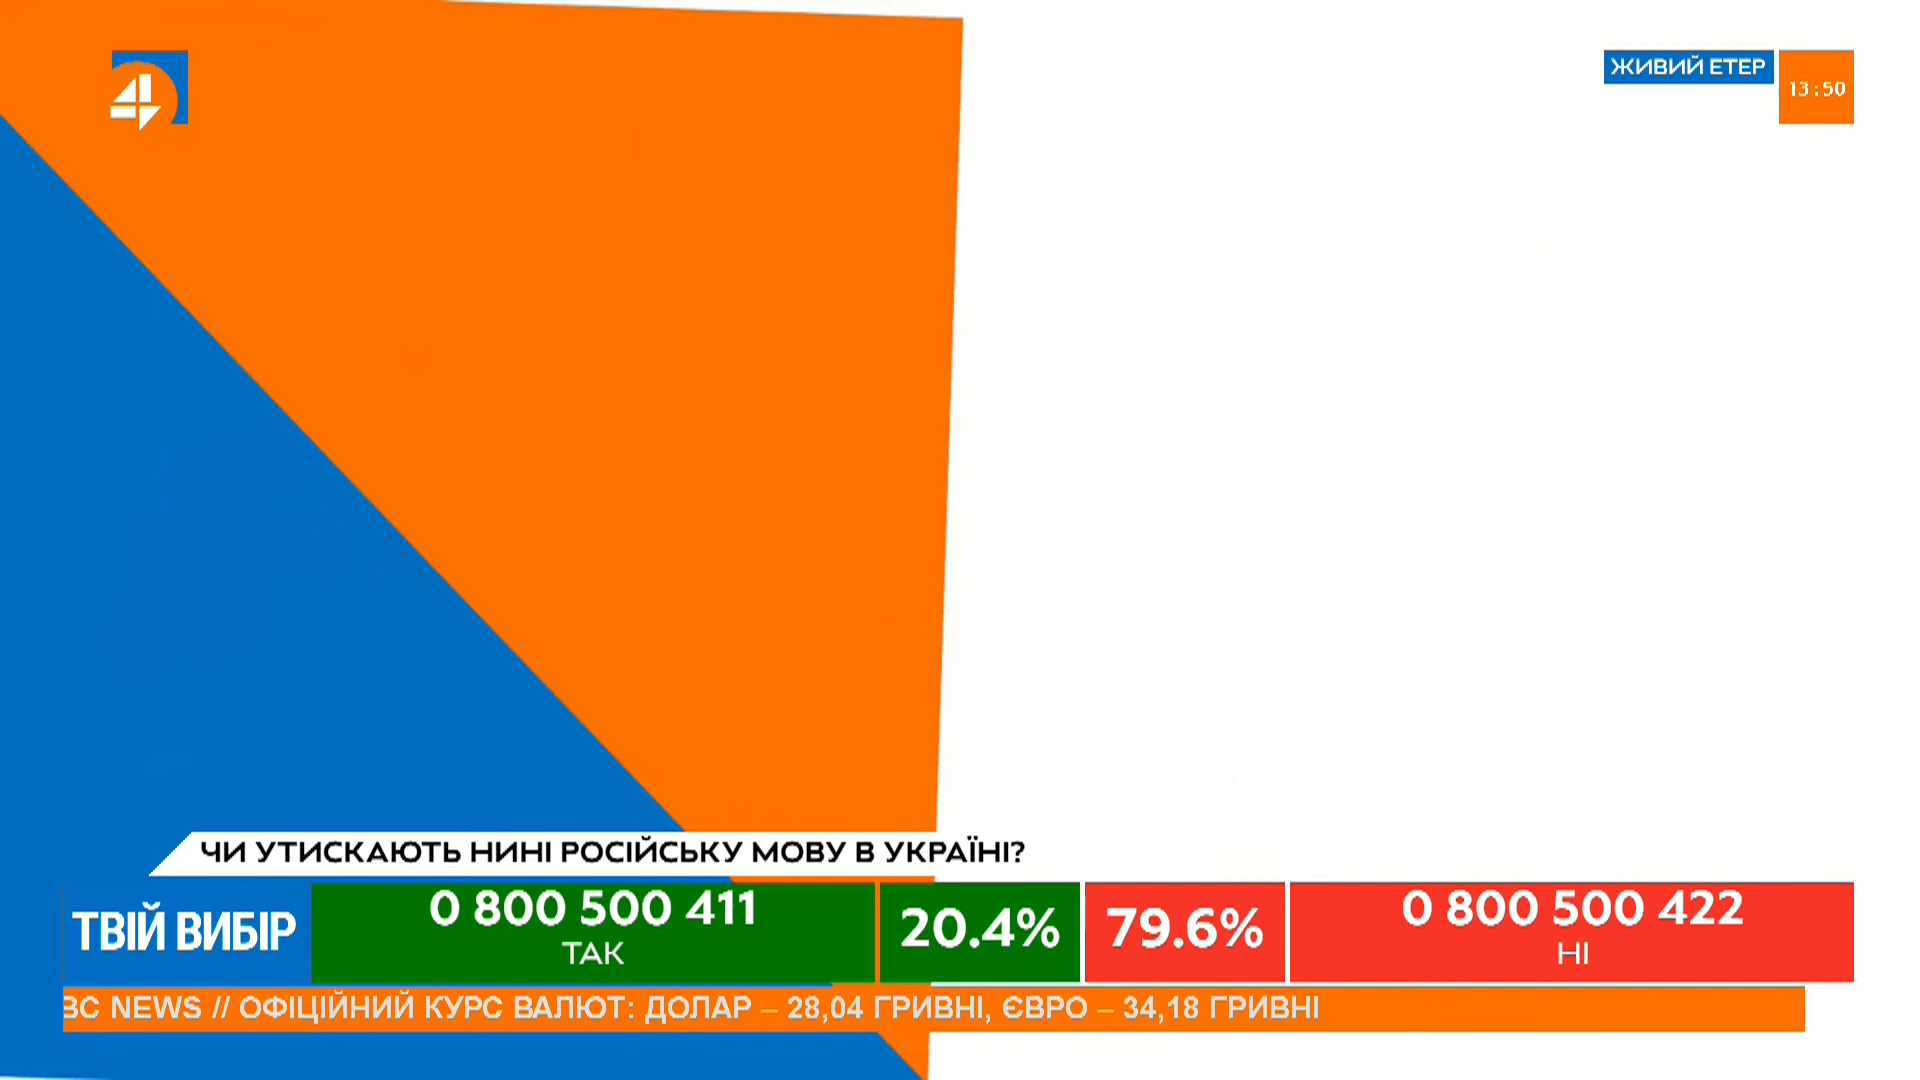 4
ЖИВИЙ ЕТЕР
13:50
ЧИ УТИСКАЮТЬ НИНІ РОСІЙСЬКУ МОВУ В УКРАЇНІ?
ТВІЙ ВИБІР
0 800 500 411
ТАК
20.4%
79.6%
0 800 500 422
НІ
BC NEWS // ОФІЦІЙНИЙ КУРС ВАЛЮТ: ДОЛАР – 28,04 ГРИВНІ, ЄВРО – 34,18 ГРИВНІ